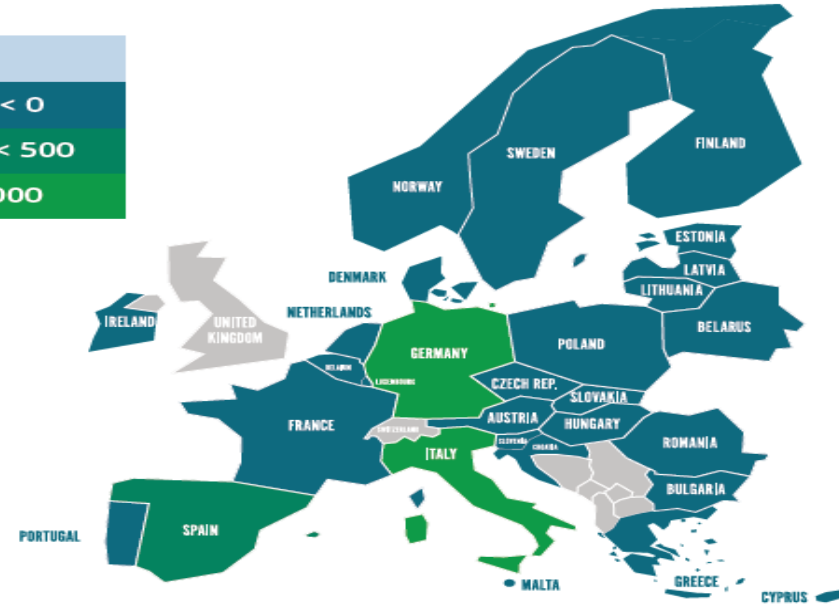 < 0
< 500
000
NORWAY
SWEDEN
FINLAND
ESTONIA
LATVIA
LITHUANIA
DENMARK
NETHERLANDS
IRELAND
UNITED
KINGDOM
BELARUS
GERMANY
POLAND
BELGIUM
LUXEMBOURG
CZECH REP.
SLOVAKIA
FRANCE
SWITZERLAND
AUSTRIA
HUNGARY
SLOVENIA
CROATIA
ROMANIA
ITALY
BULGARIA
PORTUGAL
SPAIN
MALTA
GREECE
CYPRUS